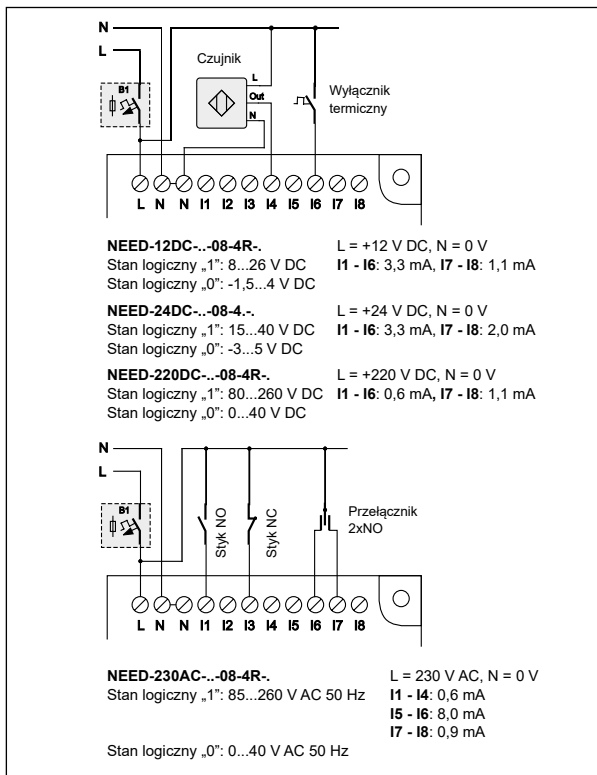 N
L
B1
Czujnik
L
Out
N
Wyłącznik
termiczny
L N N I1 I2 I3 I4 I5 I6 I7 I8
NEED-12DC-..-08-4R-. L = +12 V DC, N = 0 V
Stan logiczny „1”: 8...26 V DC I1 - I6: 3,3 mA, I7 - I8: 1,1 mA
Stan logiczny „0”: -1,5...4 V DC
NEED-24DC-..-08-4.-. L = +24 V DC, N = 0 V
Stan logiczny „1”: 15...40 V DC I1 - I6: 3,3 mA, I7 - I8: 2,0 mA
Stan logiczny „0”: -3...5 V DC
NEED-220DC-..-08-4R-. L = +220 V DC, N = 0 V
Stan logiczny „1”: 80...260 V DC I1 - I6: 0,6 mA, I7 - I8: 1,1 mA
Stan logiczny „0”: 0...40 V DC
N
L
B1
Styk NO
Styk NC
Przełącznik
2xNO
L N N I1 I2 I3 I4 I5 I6 I7 I8
NEED-230AC-..-08-4R-. L = 230 V AC, N = 0 V
Stan logiczny „1”: 85...260 V AC 50 Hz I1 - I4: 0,6 mA
I5 - I6: 8,0 mA
I7 - I8: 0,9 mA
Stan logiczny „0”: 0...40 V AC 50 Hz